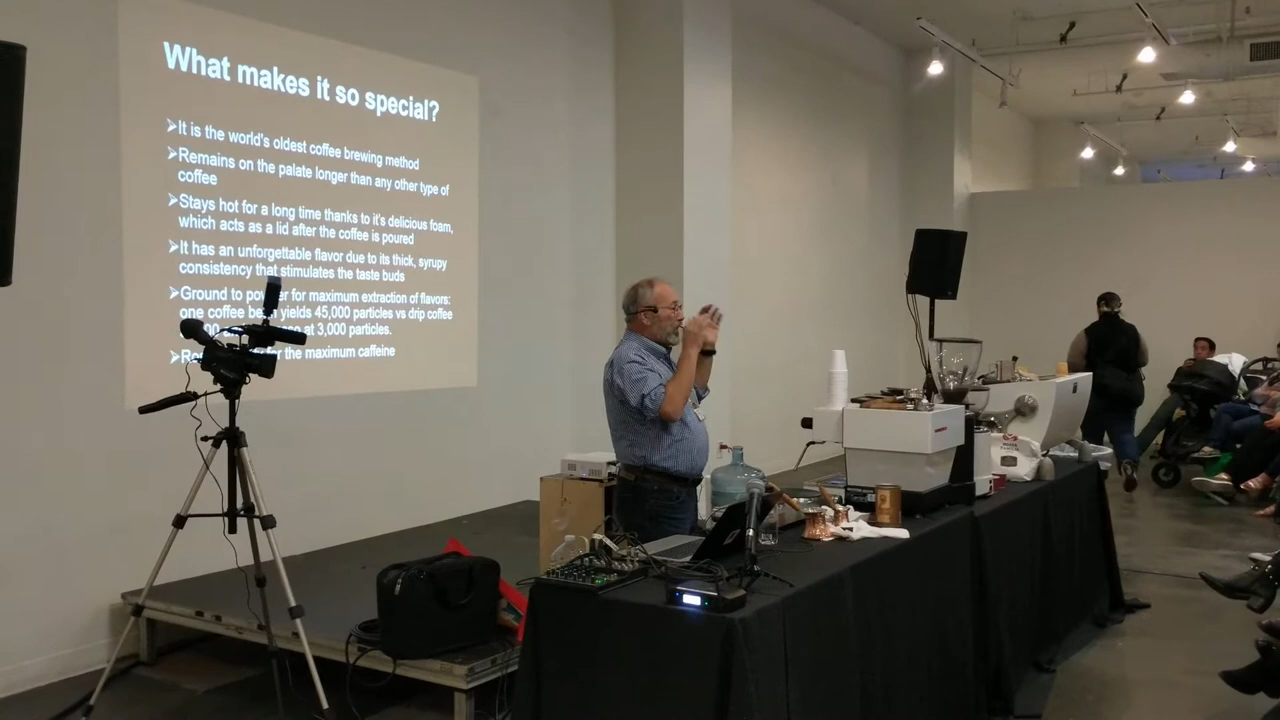 What makes it so special?
➢It is the world's oldest coffee brewing method
➢Remains on the palate longer than any other type of
coffee
➢Stays hot for a long time thanks to it's delicious foam,
which acts as a lid after the coffee is poured
➢It has an unforgettable flavor due to its thick, syrupy
consistency that stimulates the taste buds
➢Ground to for maximum extraction of flavors:
one coffee yields 45,000 particles vs drip coffee
at 3,000 particles.
➢ for the maximum caffeine